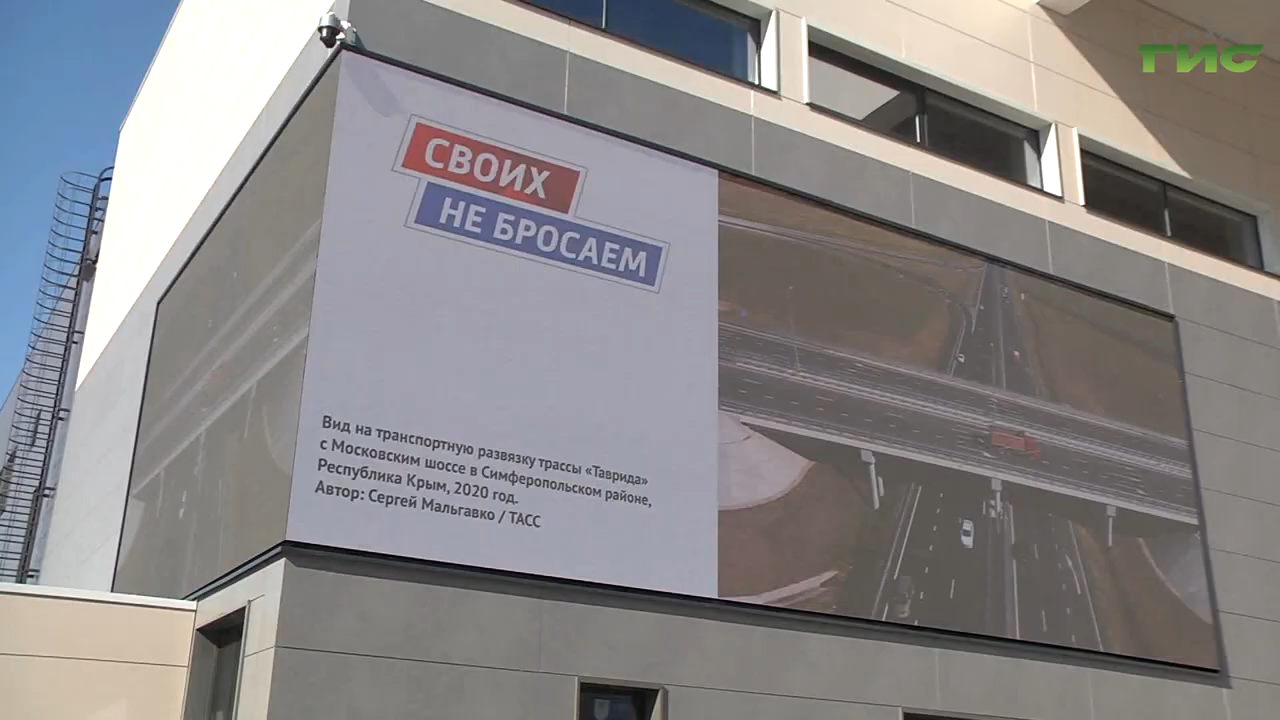 ГИС
СВОИХ
НЕ БРОСАЕМ
Вид на транспортную развязку трассы «Таврида»
с Московским шоссе в Симферопольском районе,
Республика Крым, 2020 год.
Автор: Сергей Мальгавко / ТАСС